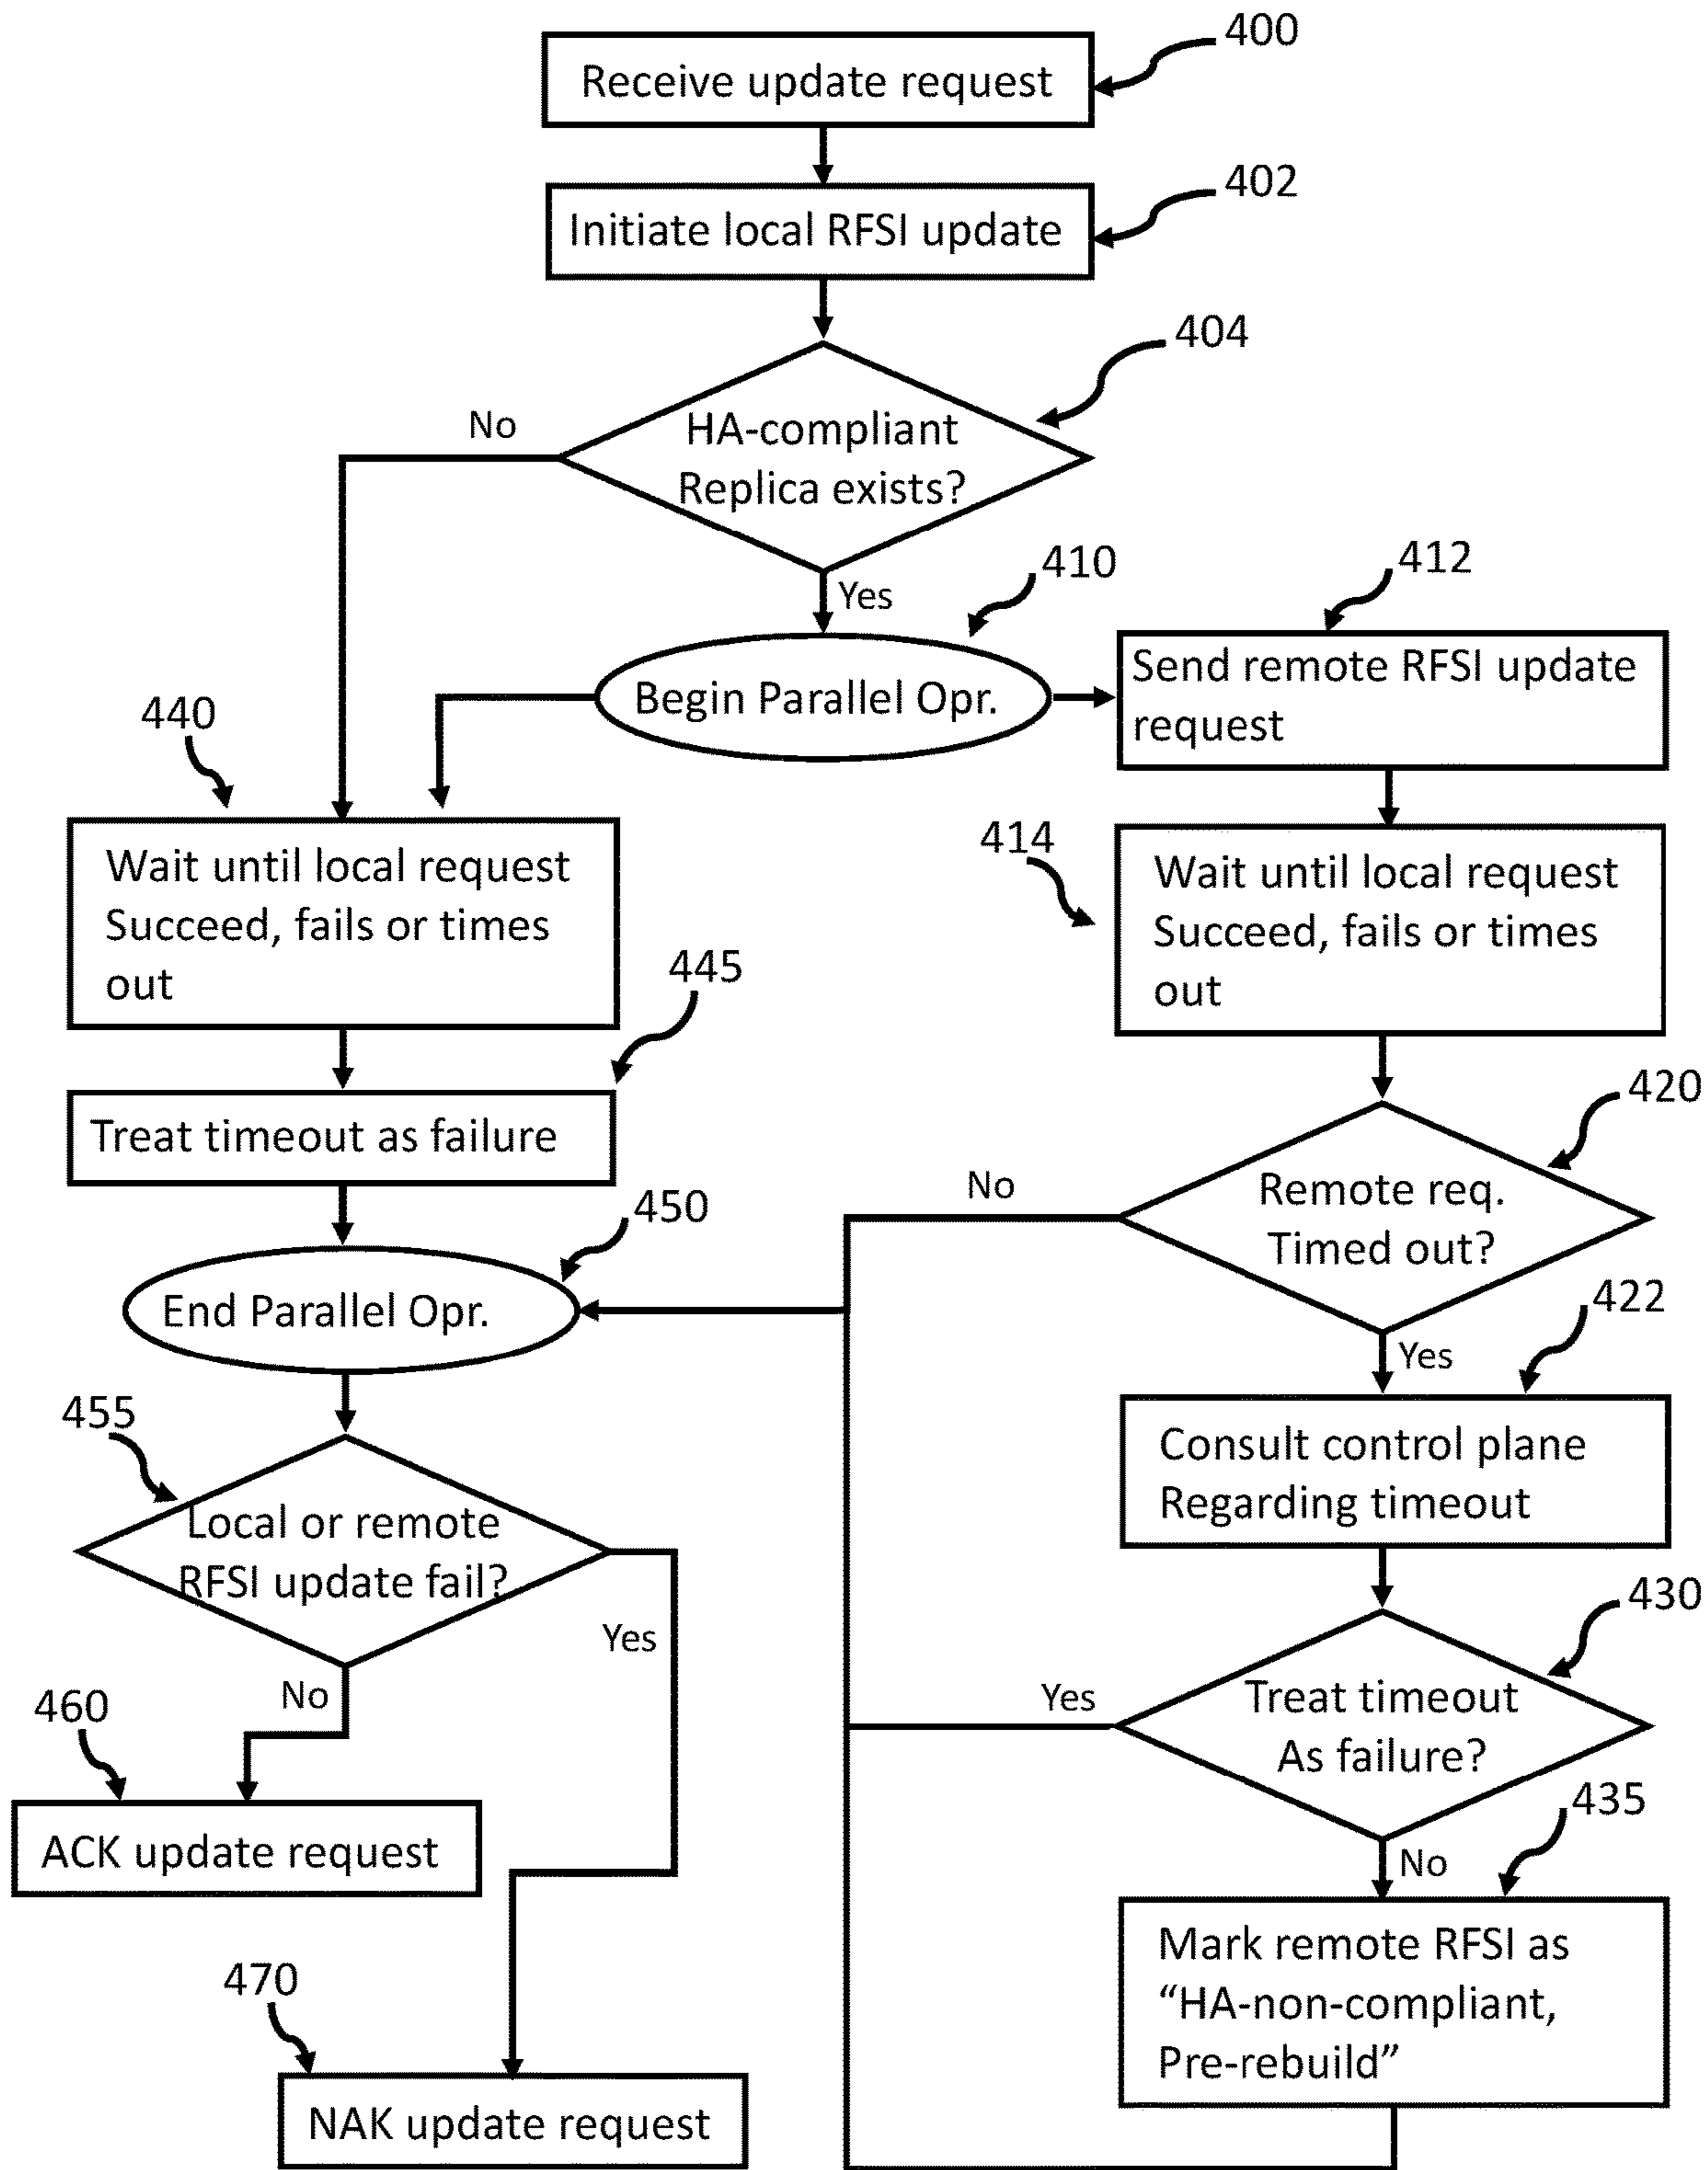 400
Receive update request
402
Initiate local RFSI update
404
No
HA-compliant
Replica exists?
410
412
Yes
Send remote RFSI update
request
Begin Parallel Opr.
440
414
Wait until local request
Succeed, fails or times
out
Wait until local request
Succeed, fails or times
out
445
Treat timeout as failure
420
No
Remote req.
Timed out?
450
End Parallel Opr.
422
Yes
Consult control plane
Regarding timeout
455
Local or remote
RFSI update fail?
Yes
No
430
Yes
Treat timeout
As failure?
460
ACK update request
435
No
Mark remote RFSI as
“HA-non-compliant,
Pre-rebuild”
470
NAK update request